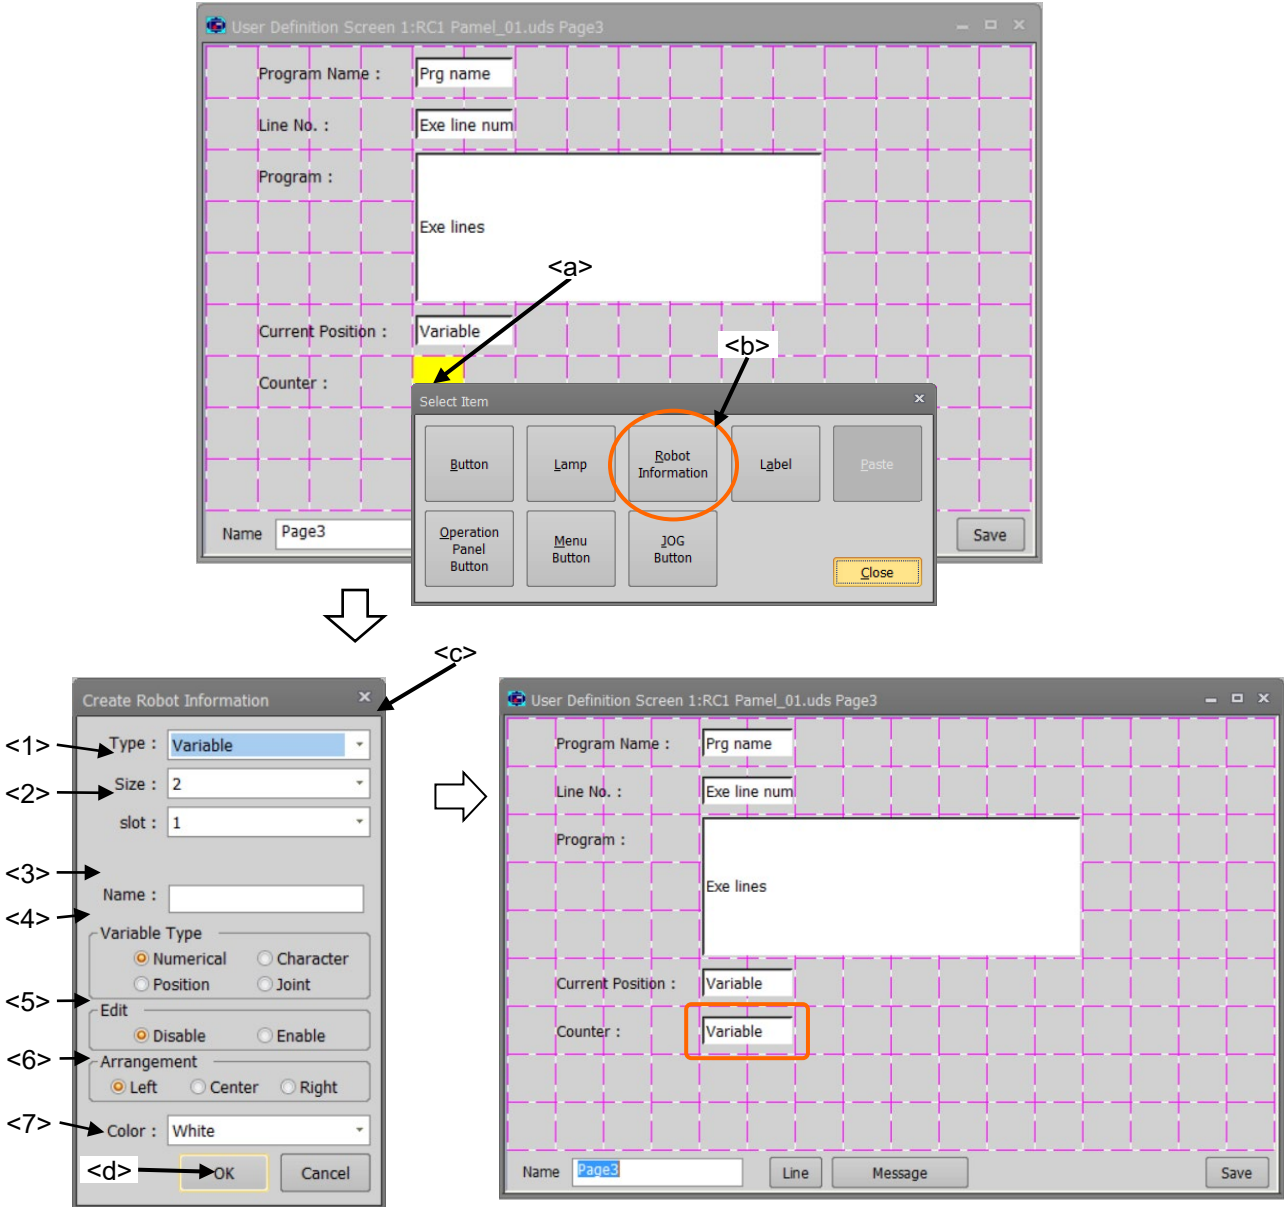 User Definition Screen 1:RC1 Pamel_01.uds Page3
Program Name :
Prg name
Line No. :
Exe line num
Program :
Exe lines
<a>
Current Position :
Variable
<b>
Counter :
Select Item
Button
Lamp
Robot
Information
Label
Paste
Operation
Panel
Button
Menu
Button
JOG
Button
Close
Name
Page3
Save
<c>
Create Robot Information
<1>
Type :
Variable
<2>
Size :
2
slot :
1
<3>
Name :
<4>
Variable Type
Numerical
Character
Position
Joint
<5>
Edit
Disable
Enable
<6>
Arrangement
Left
Center
Right
<7>
Color :
White
<d>
OK
Cancel
User Definition Screen 1:RC1 Pamel_01.uds Page3
Program Name :
Prg name
Line No. :
Exe line num
Program :
Exe lines
Current Position :
Variable
Counter :
Variable
Name
Page3
Line
Message
Save